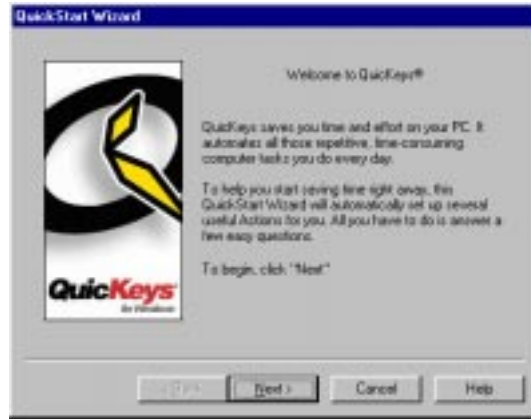 QuickStart Wizard
Welcome to QuicKeys®
QuicKeys saves you time and effort on your PC. It
automates all those repetitive, time-consuming
computer tasks you do every day.
To help you start saving time right away, this
QuickStart Wizard will automatically set up several
useful Actions for you. All you have to do is answer a
few easy questions.
To begin, click "Next"
QuicKeys
for Windows
< Back
Next >
Cancel
Help